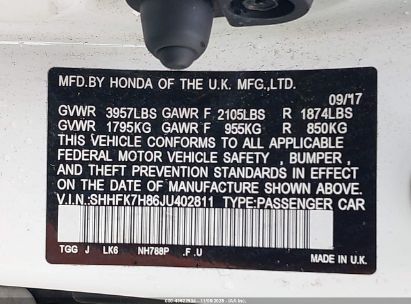 MFD.BY HONDA OF THE U.K. MFG.,LTD.
09/17
GVWR 3957LBS GAWR F 2105LBS R 1874LBS
GVWR 1795KG GAWR F 955KG R 850KG
THIS VEHICLE CONFORMS TO ALL APPLICABLE
FEDERAL MOTOR VEHICLE SAFETY , BUMPER ,
AND THEFT PREVENTION STANDARDS IN EFFECT
ON THE DATE OF MANUFACTURE SHOWN ABOVE.
V.I.N.:SHHFK7H86JU402811 TYPE:PASSENGER CAR
TGG J LK6 NH788P .F.U